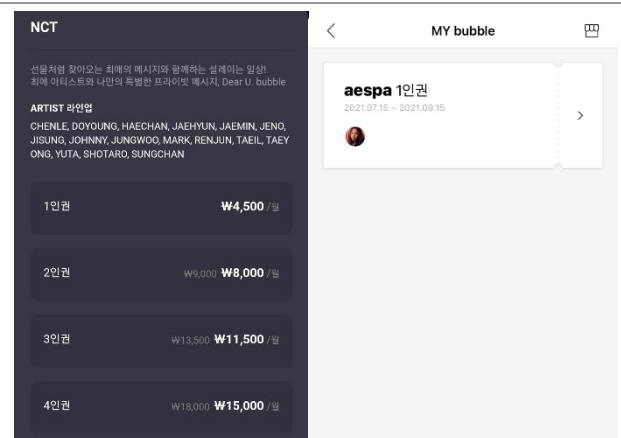 NCT
선물처럼 찾아오는 최애의 메시지와 함께하는 설레이는 일상!
최애 아티스트와 나만의 특별한 프라이빗 메시지, Dear U. bubble
ARTIST 라인업
CHENLE, DOYOUNG, HAECHAN, JAEHYUN, JAEMIN, JENO,
JISUNG, JOHNNY, JUNGWOO, MARK, RENJUN, TAEIL, TAEY
ONG, YUTA, SHOTARO, SUNGCHAN
1인권 ₩4,500 /월
2인권 ₩9,000 ₩8,000 /월
3인권 ₩13,500 ₩11,500 /월
4인권 ₩18,000 ₩15,000 /월
MY bubble
aespa 1인권
2021.07.15 ~ 2021.09.15